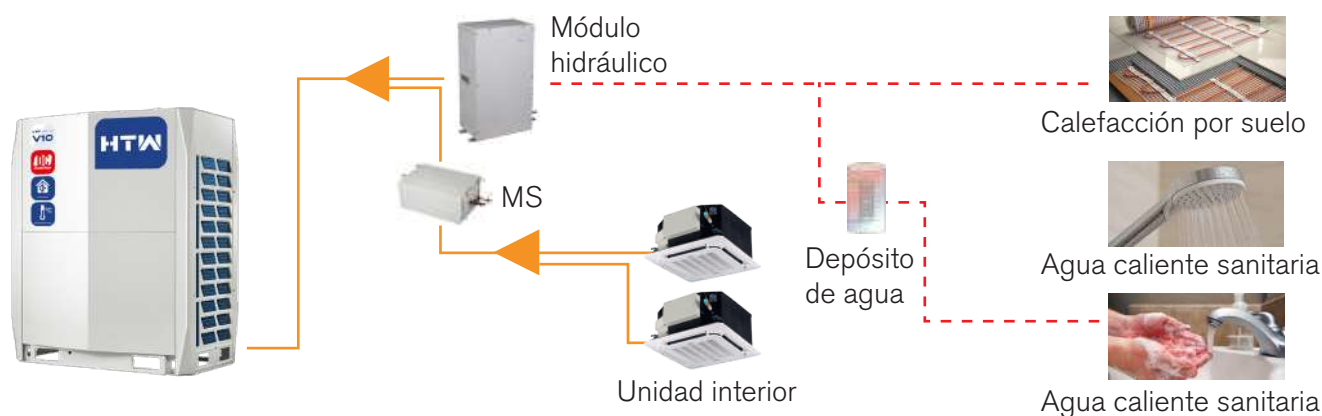 Módulo
hidráulico
V10
HTW
Calefacción por suelo
MS
Depósito
de agua
Agua caliente sanitaria
Unidad interior
Agua caliente sanitaria